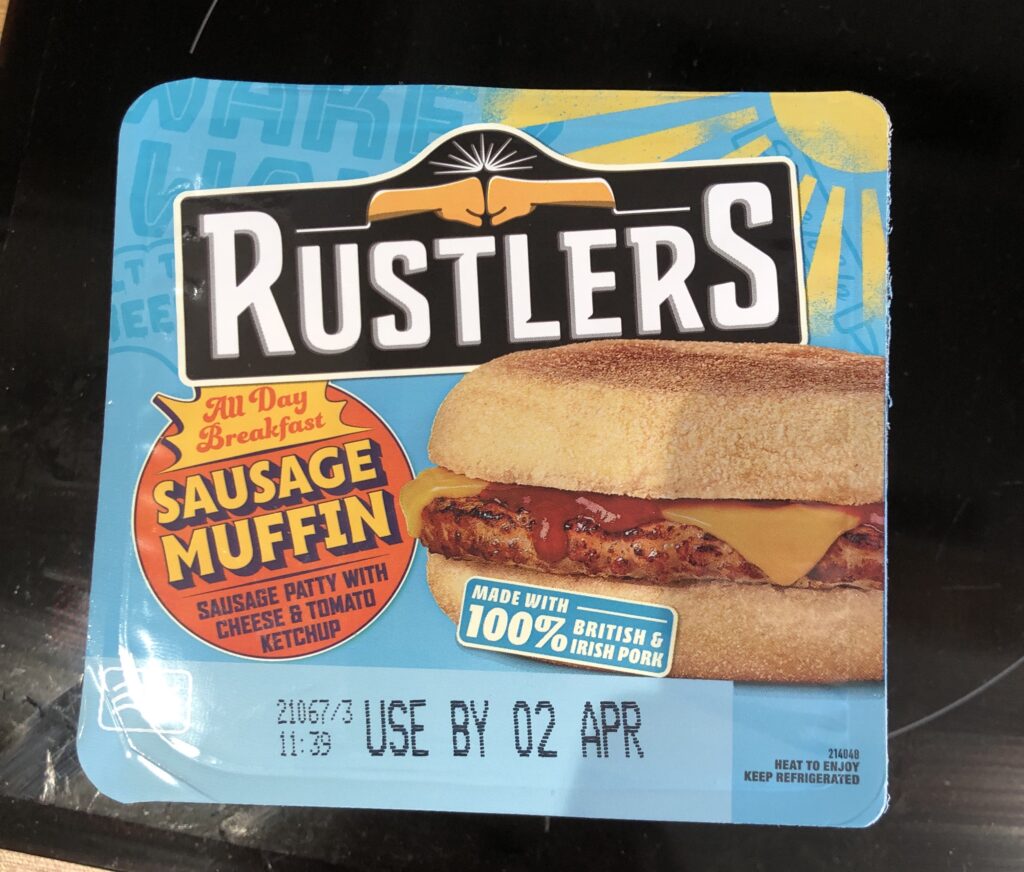 WAKE
RUSTLERS
All Day
Breakfast
SAUSAGE
MUFFIN
SAUSAGE PATTY WITH
CHEESE & TOMATO
KETCHUP
MADE WITH
100% BRITISH &
IRISH PORK
21067/3 USE BY 02 APR
11:39
214048
HEAT TO ENJOY
KEEP REFRIGERATED